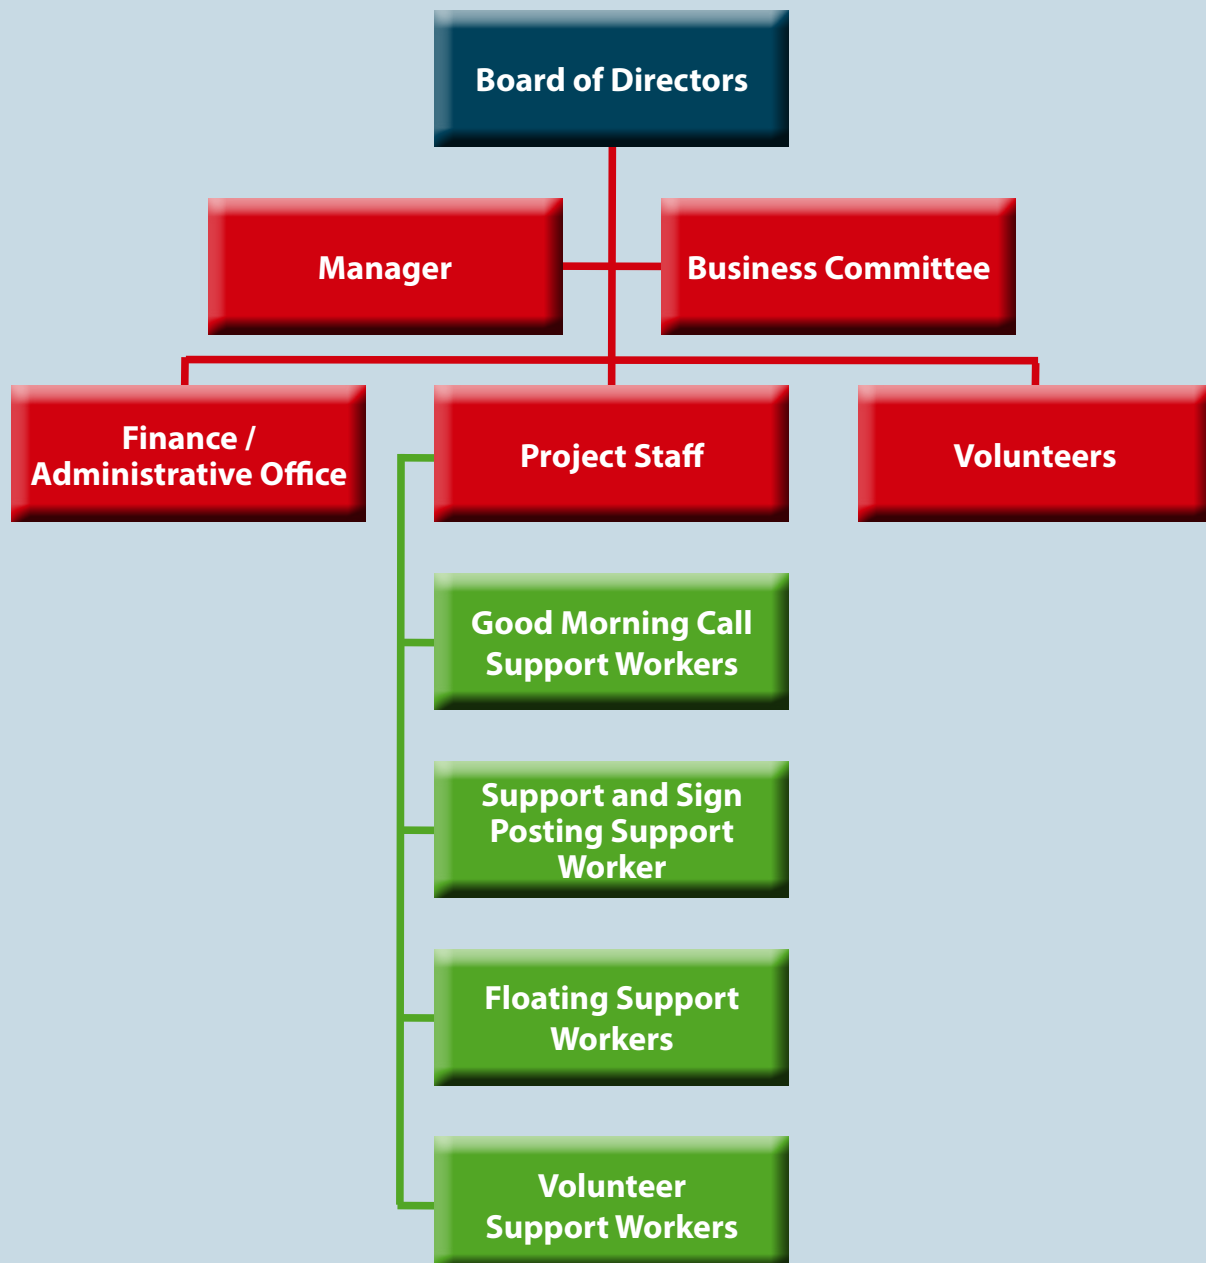 Board of Directors
Manager
Business Committee
Finance /
Administrative Office
Project Staff
Volunteers
Good Morning Call
Support Workers
Support and Sign
Posting Support
Worker
Floating Support
Workers
Volunteer
Support Workers